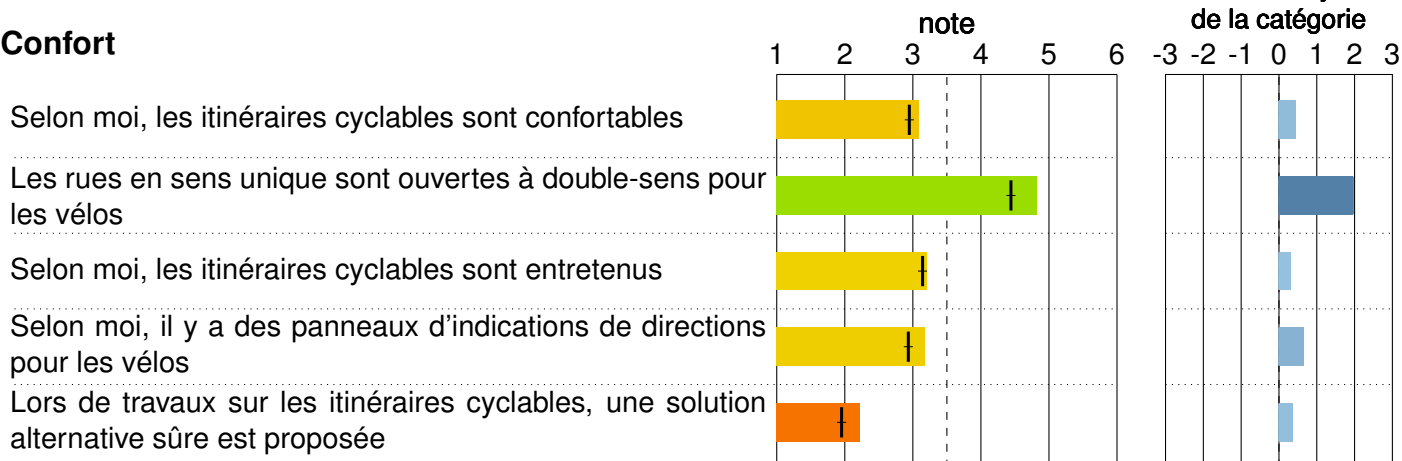 note
de la catégorie
Confort
1 2 3 4 5 6
-3 -2 -1 0 1 2 3
Selon moi, les itinéraires cyclables sont confortables
Les rues en sens unique sont ouvertes à double-sens pour
les vélos
Selon moi, les itinéraires cyclables sont entretenus
Selon moi, il y a des panneaux d'indications de directions
pour les vélos
Lors de travaux sur les itinéraires cyclables, une solution
alternative sûre est proposée